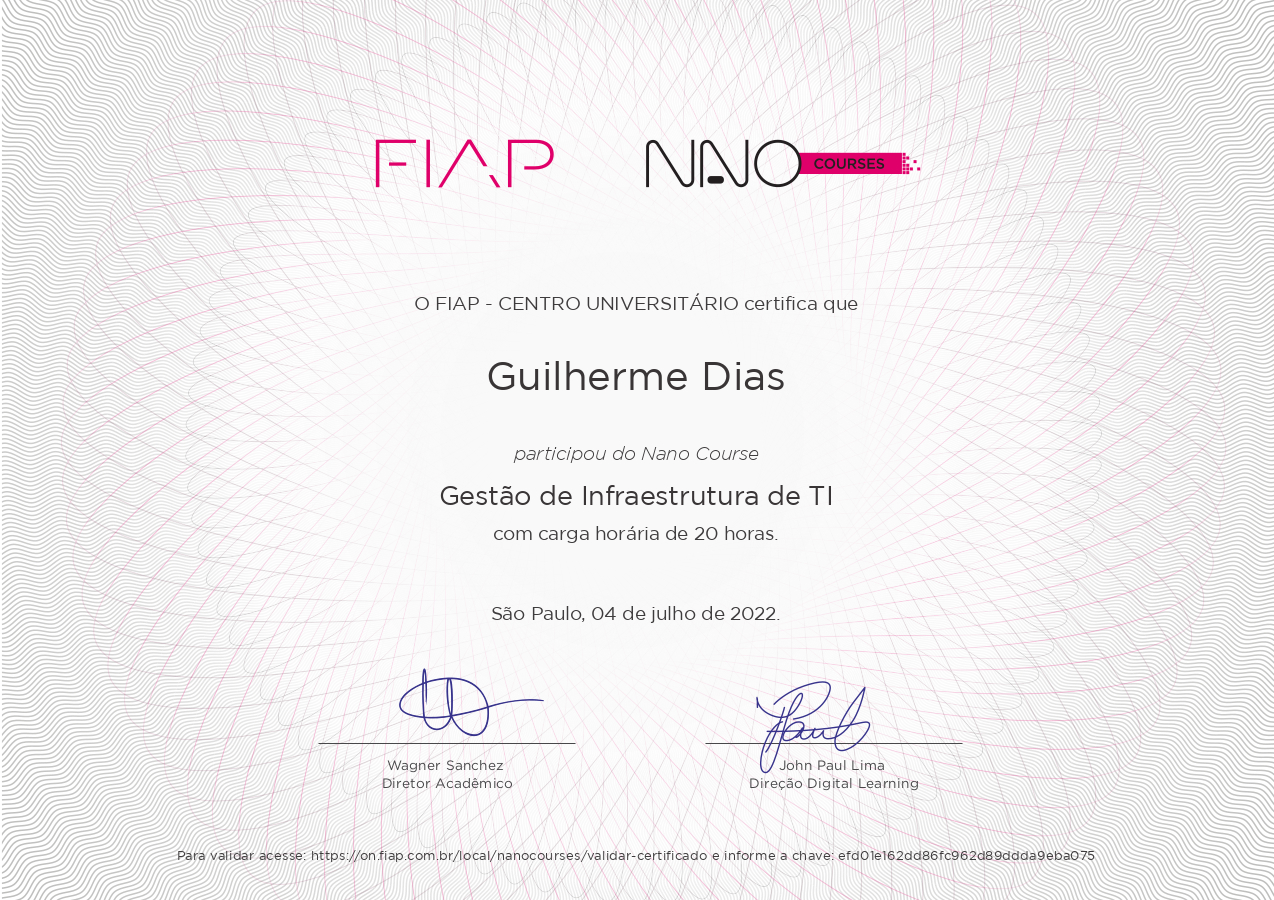 FIAP NANO COURSES
O FIAP - CENTRO UNIVERSITÁRIO certifica que
Guilherme Dias
participou do Nano Course
Gestão de Infraestrutura de TI
com carga horária de 20 horas.
São Paulo, 04 de julho de 2022.
Wagner Sanchez
Diretor Acadêmico
John Paul Lima
Direção Digital Learning
Para validar acesse: https://on.fiap.com.br/local/nanocourses/validar-certificado e informe a chave: efd01e162dd86fc962d89ddda9eba075